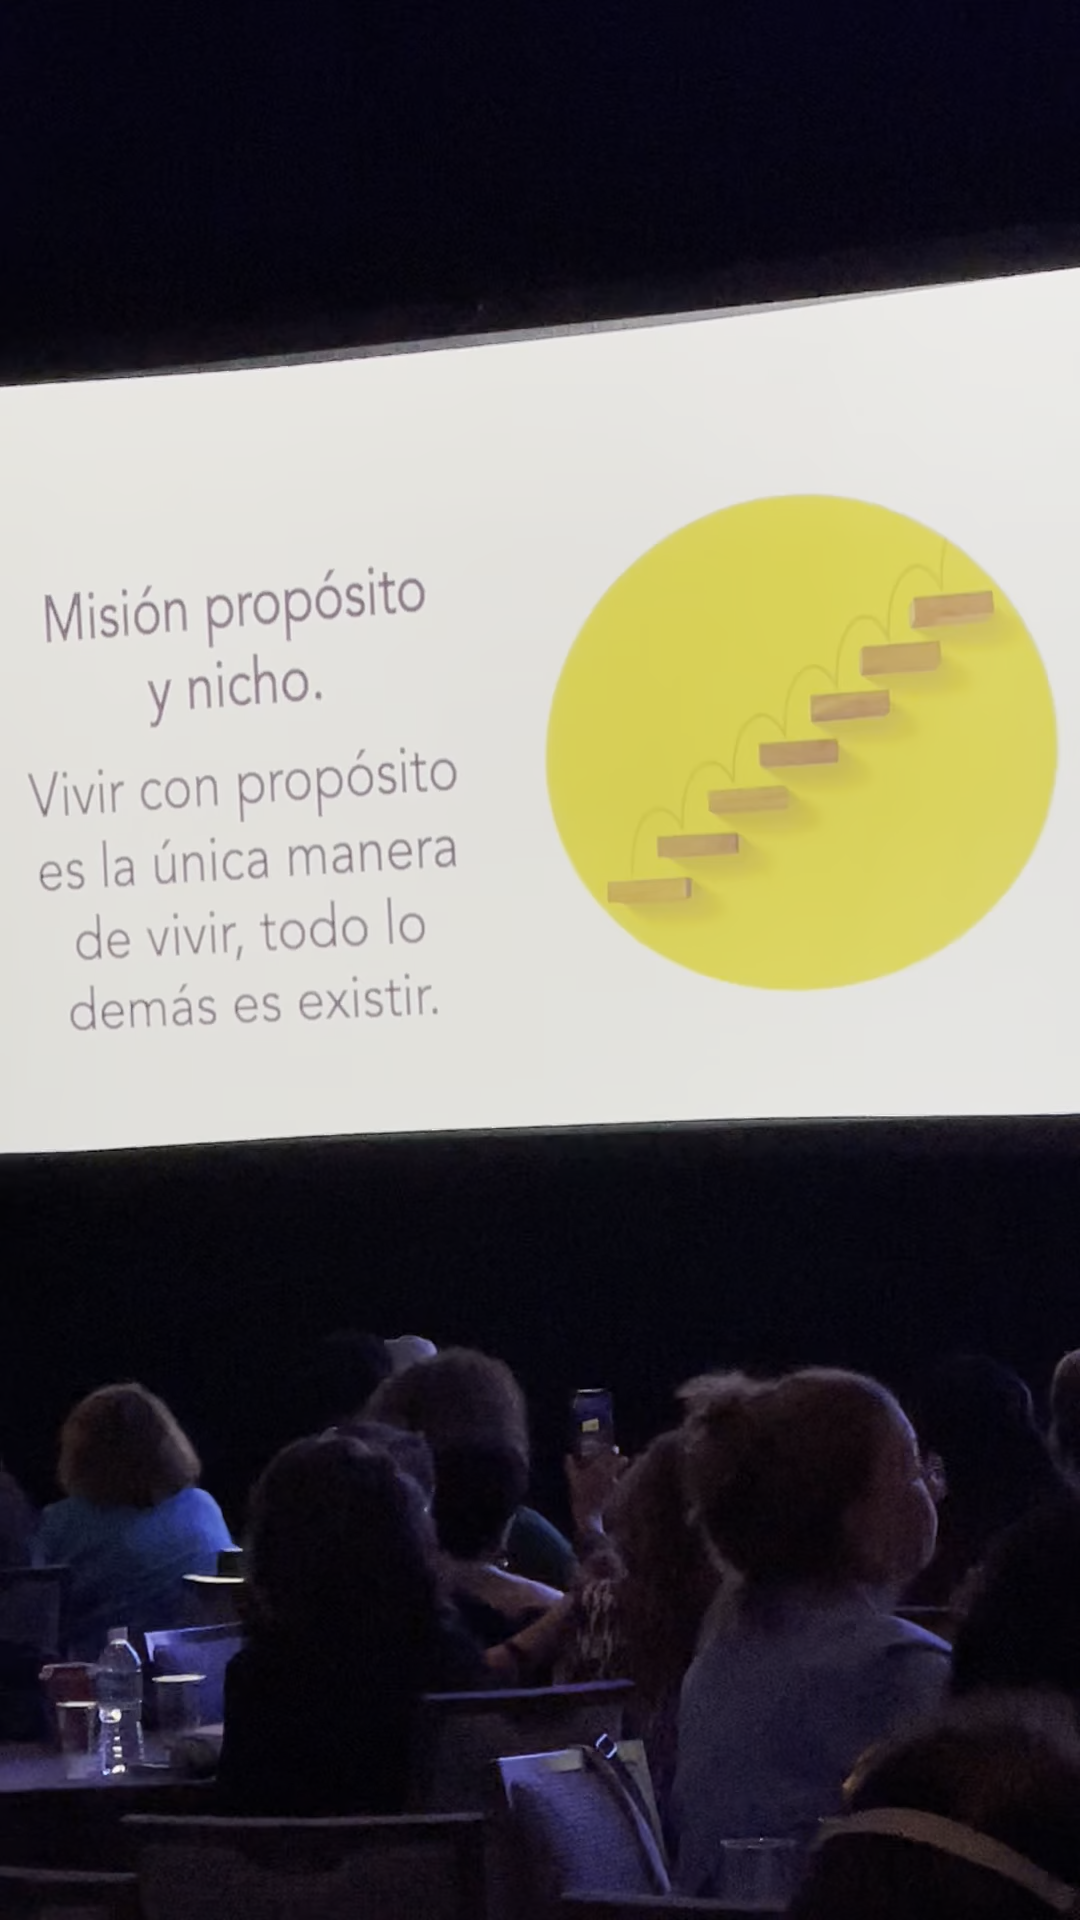 Misión propósito
y nicho.
Vivir con propósito
es la única manera
de vivir, todo lo
demás es existir.